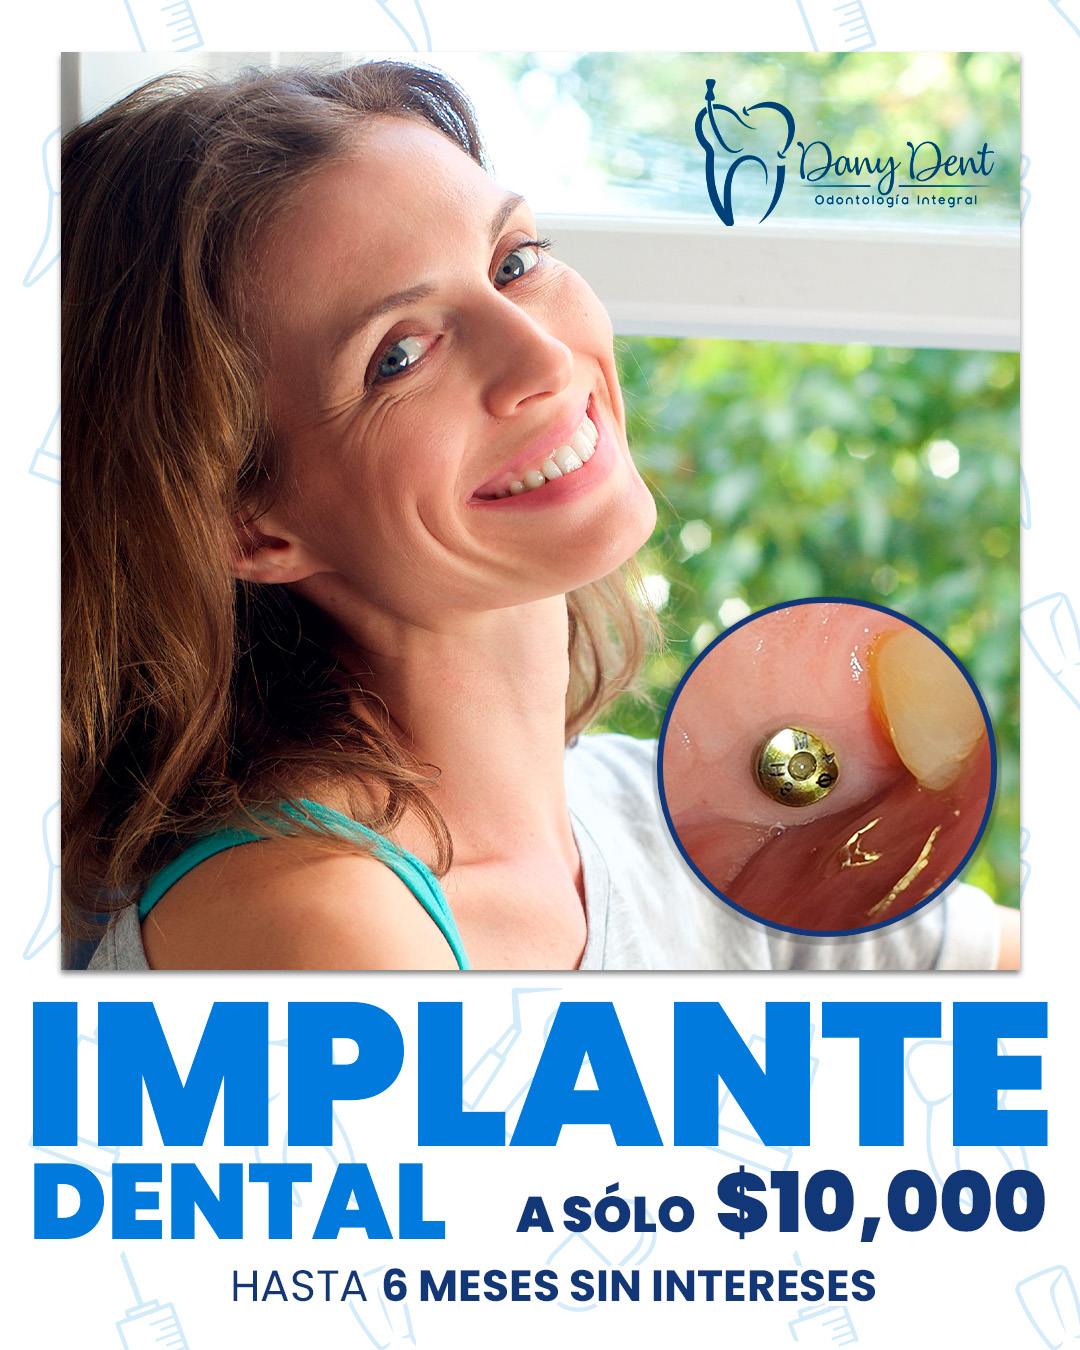 Dany Dent
Odontología Integral
IMPLANTE
DENTAL
A SÓLO $10,000
HASTA 6 MESES SIN INTERESES